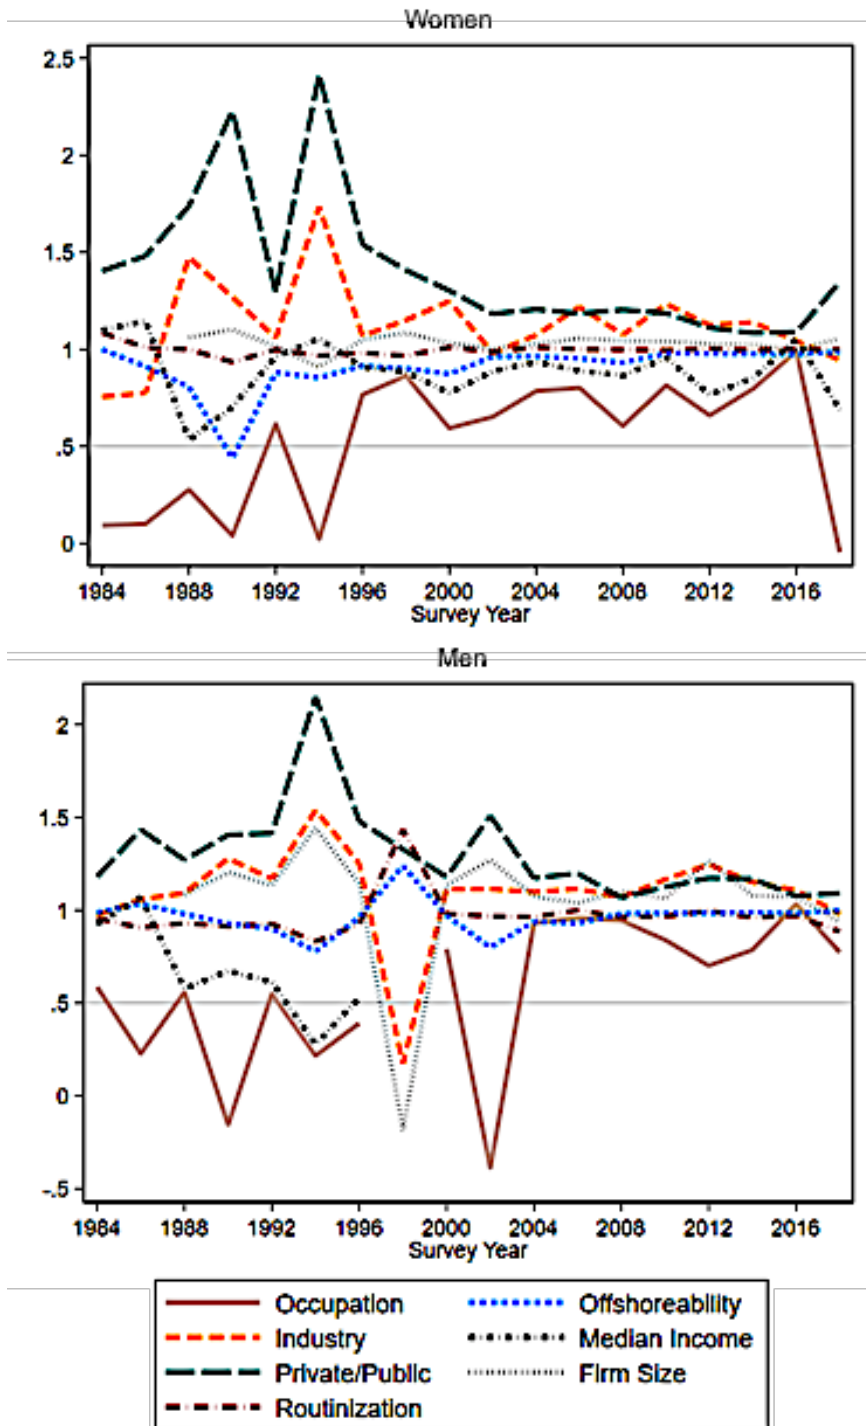 Women
2.5
2
1.5
1
.5
0
1984 1988 1992 1996 2000 2004 2008 2012 2016
Survey Year
Men
2
1.5
1
.5
0
-.5
1984 1988 1992 1996 2000 2004 2008 2012 2016
Survey Year
Occupation Offshoreability
Industry Median Income
Private/Public Firm Size
Routinization